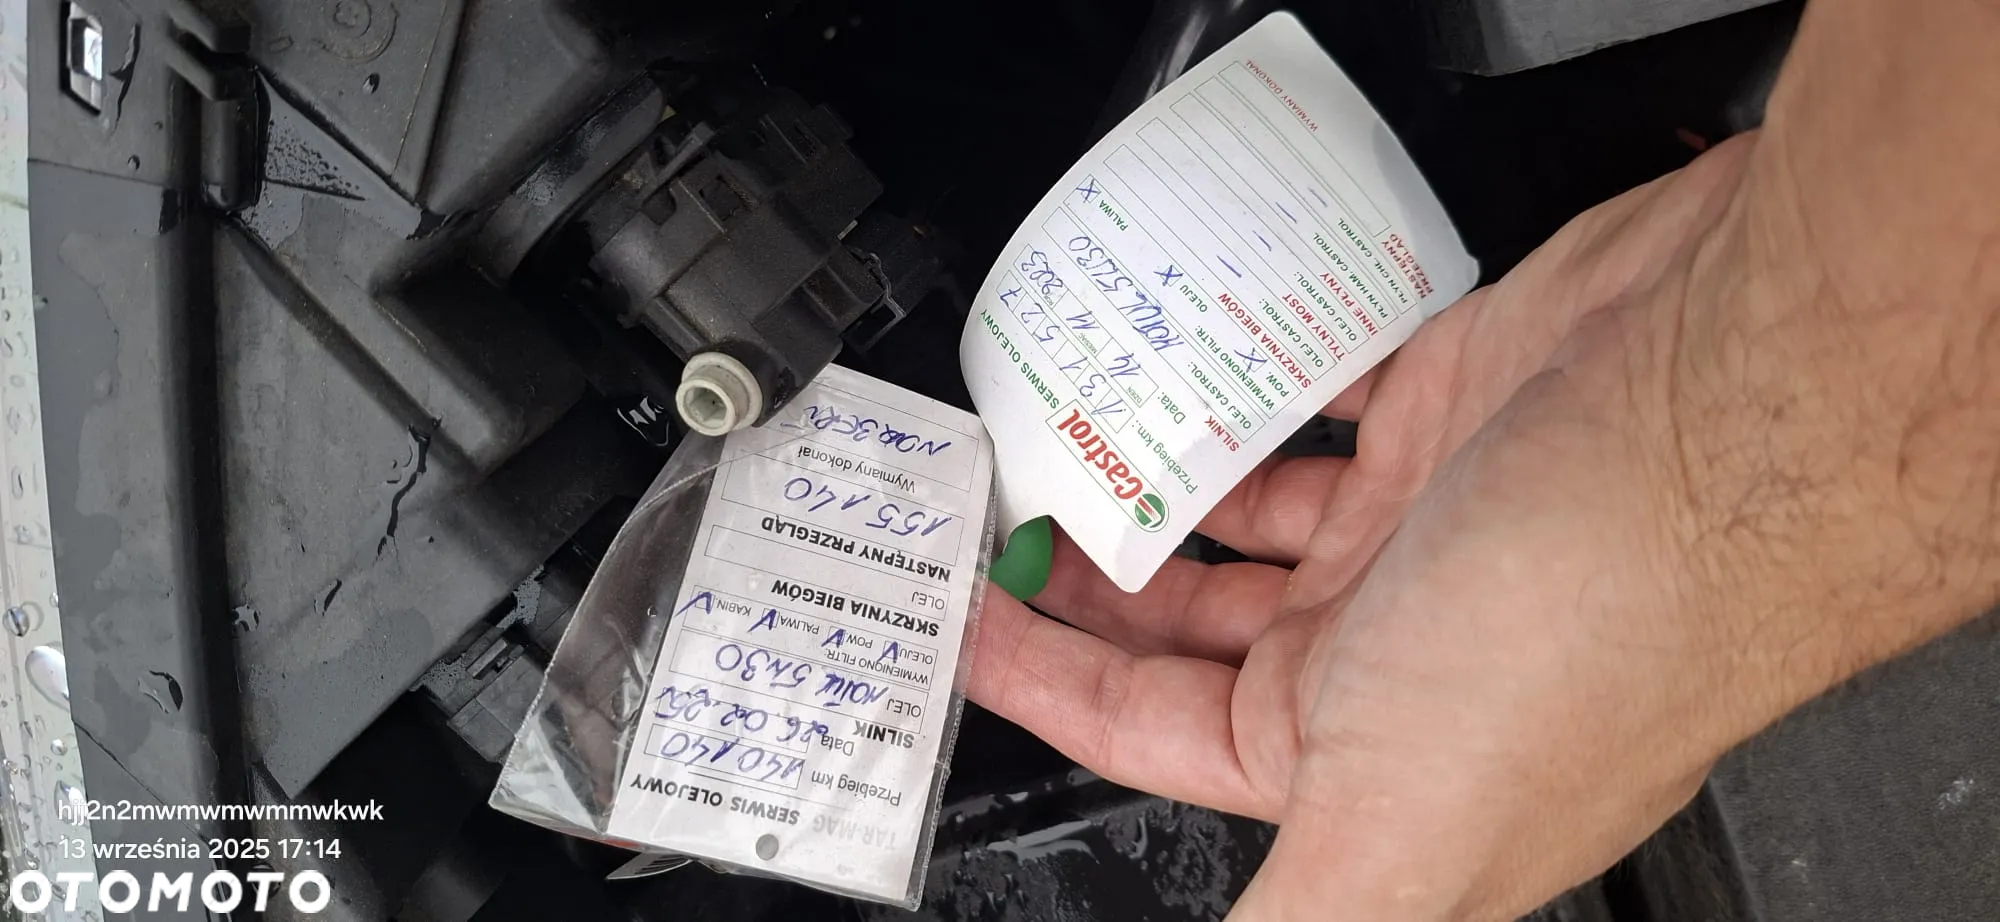 Castrol SERWIS OLEJOWY
Przebieg km.: 131527
Data: 14 11 2023
DZIEŃ MIESIĄC ROK
SILNIK
OLEJ CASTROL: MOTUL 5W30
WYMIENIONO FILTR: OLEJU PALIWA
POW.
SKRZYNIA BIEGÓW
OLEJ CASTROL:
TYLNY MOST
OLEJ CASTROL:
INNE PŁYNY
PŁYN HAM. CASTROL
PŁYN CHŁ. CASTROL
NASTĘPNY PRZEGLĄD
WYMIANY DOKONAŁ
TAR-MAG SERWIS OLEJOWY
Przebieg km 140140
Data 26.02.25
SILNIK
OLEJ MOTUL 5W30
WYMIENIONO FILTR:
OLEJU V POW. V PALIWA V KABIN. V
SKRZYNIA BIEGÓW
OLEJ
NASTĘPNY PRZEGLĄD
155140
Wymiany dokonał
hjj2n2mwmwmwmmwkwk
13 września 2025 17:14
OTOMOTO